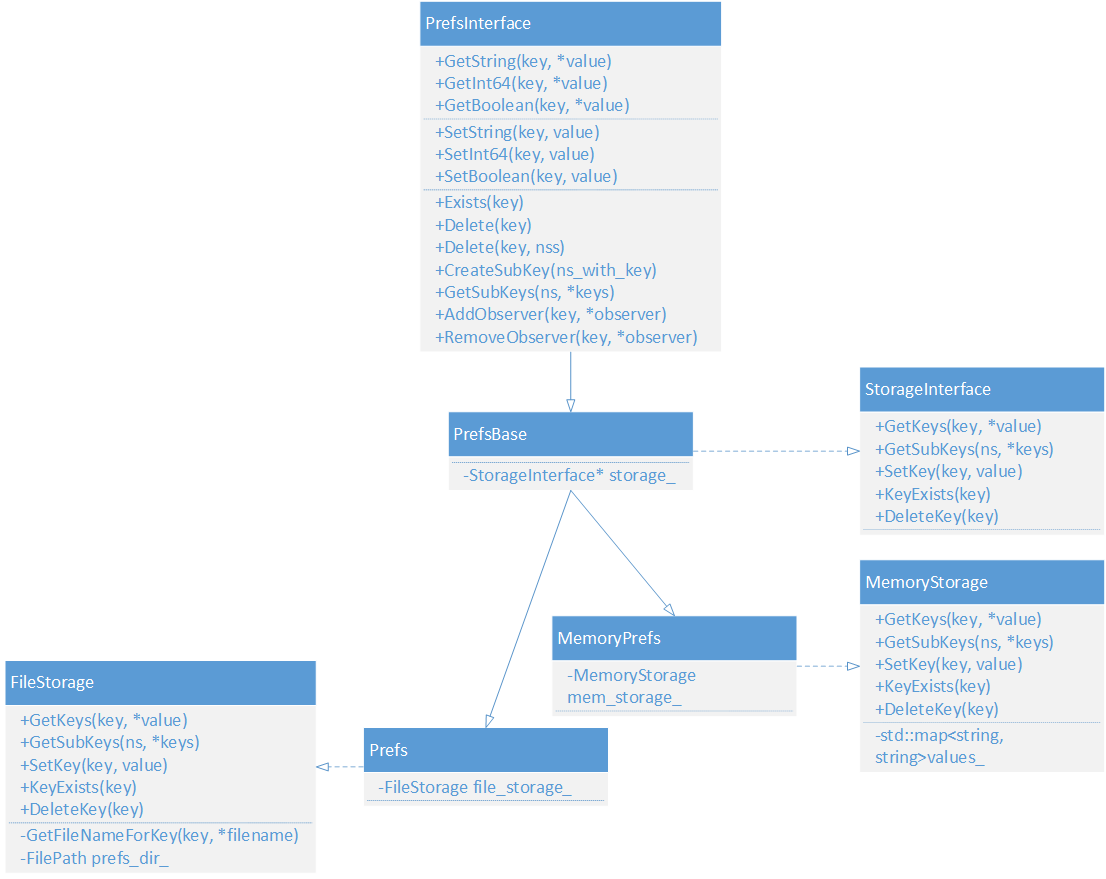 PrefsInterface
+GetString(key, *value)
+GetInt64(key, *value)
+GetBoolean(key, *value)
+SetString(key, value)
+SetInt64(key, value)
+SetBoolean(key, value)
+Exists(key)
+Delete(key)
+Delete(key, nss)
+CreateSubKey(ns_with_key)
+GetSubKeys(ns, *keys)
+AddObserver(key, *observer)
+RemoveObserver(key, *observer)
PrefsBase
-StorageInterface* storage_
StorageInterface
+GetKeys(key, *value)
+GetSubKeys(ns, *keys)
+SetKey(key, value)
+KeyExists(key)
+DeleteKey(key)
MemoryStorage
+GetKeys(key, *value)
+GetSubKeys(ns, *keys)
+SetKey(key, value)
+KeyExists(key)
+DeleteKey(key)
-std::map<string,
string>values_
MemoryPrefs
-MemoryStorage
mem_storage_
FileStorage
+GetKeys(key, *value)
+GetSubKeys(ns, *keys)
+SetKey(key, value)
+KeyExists(key)
+DeleteKey(key)
-GetFileNameForKey(key, *filename)
-FilePath prefs_dir_
Prefs
-FileStorage file_storage_